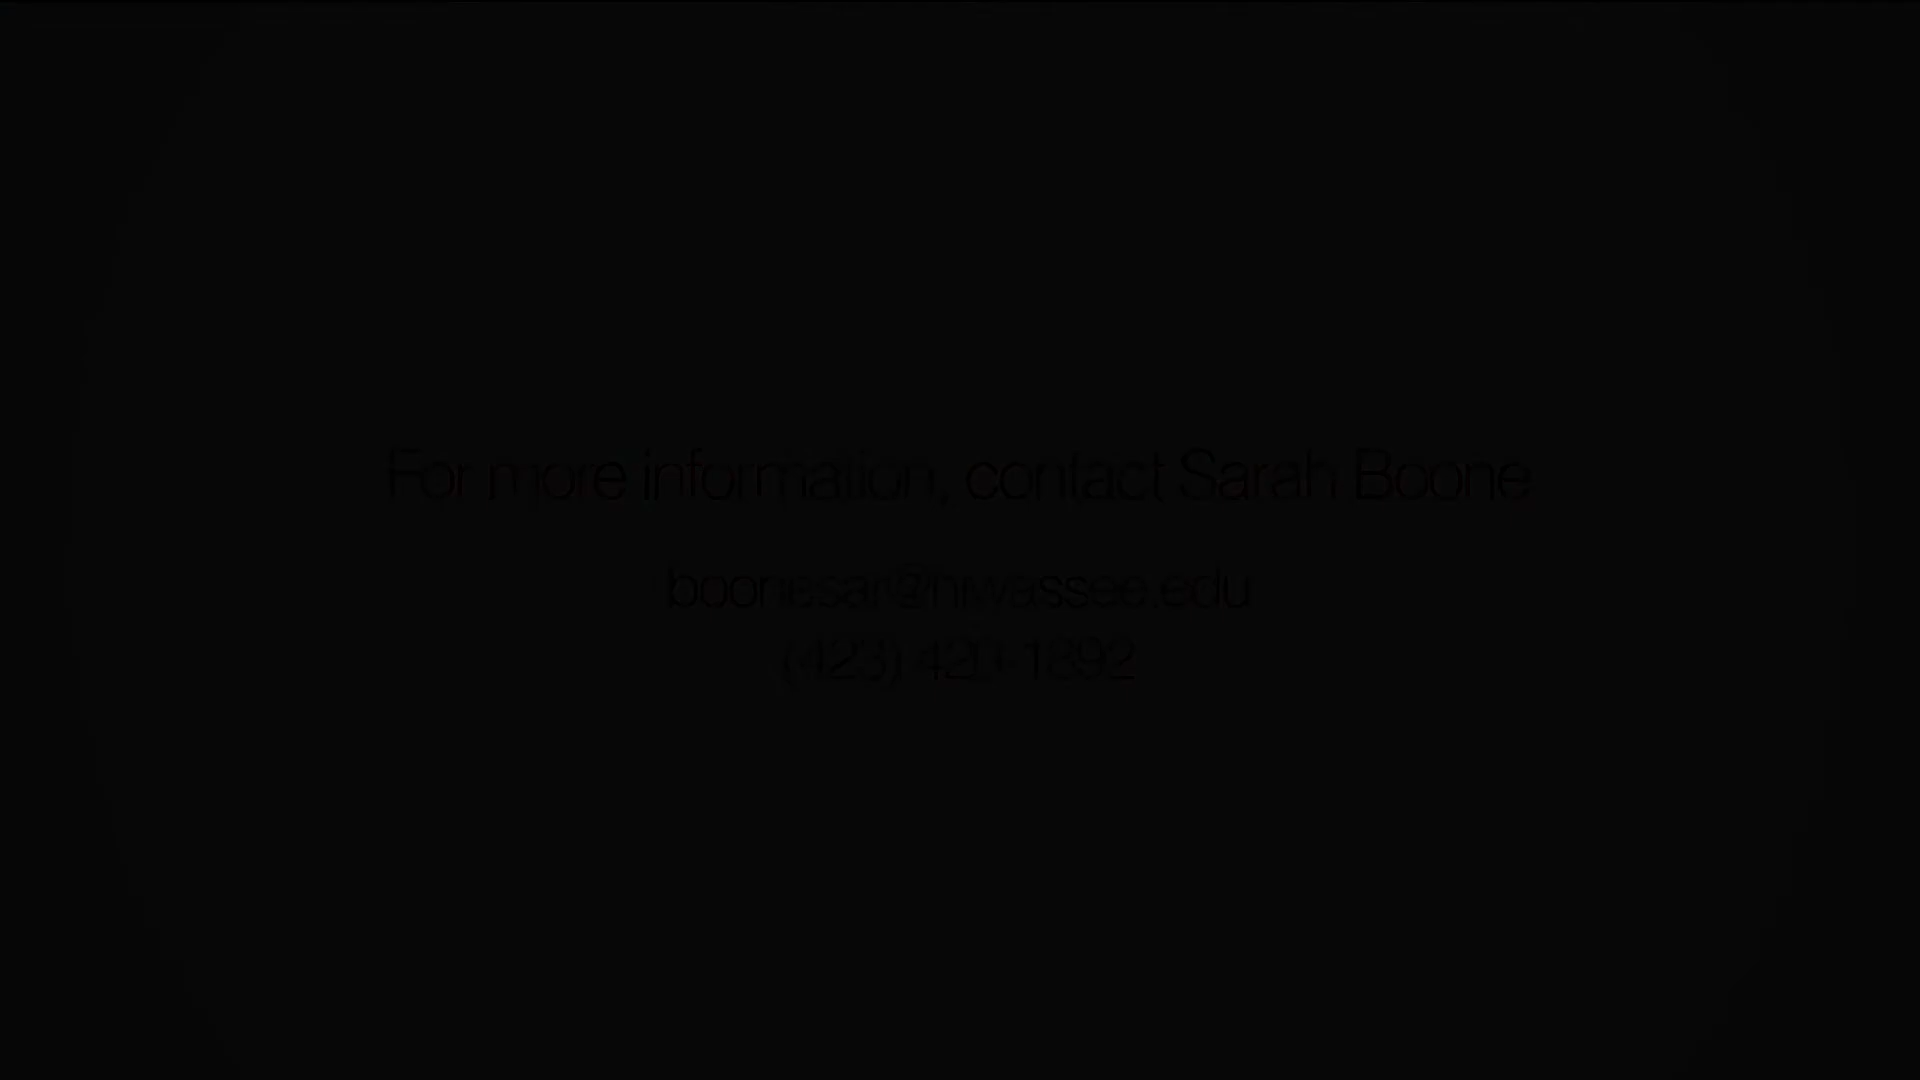 For more information, contact Sarah Boone
boonesar@hiwassee.edu
(423) 420-1892